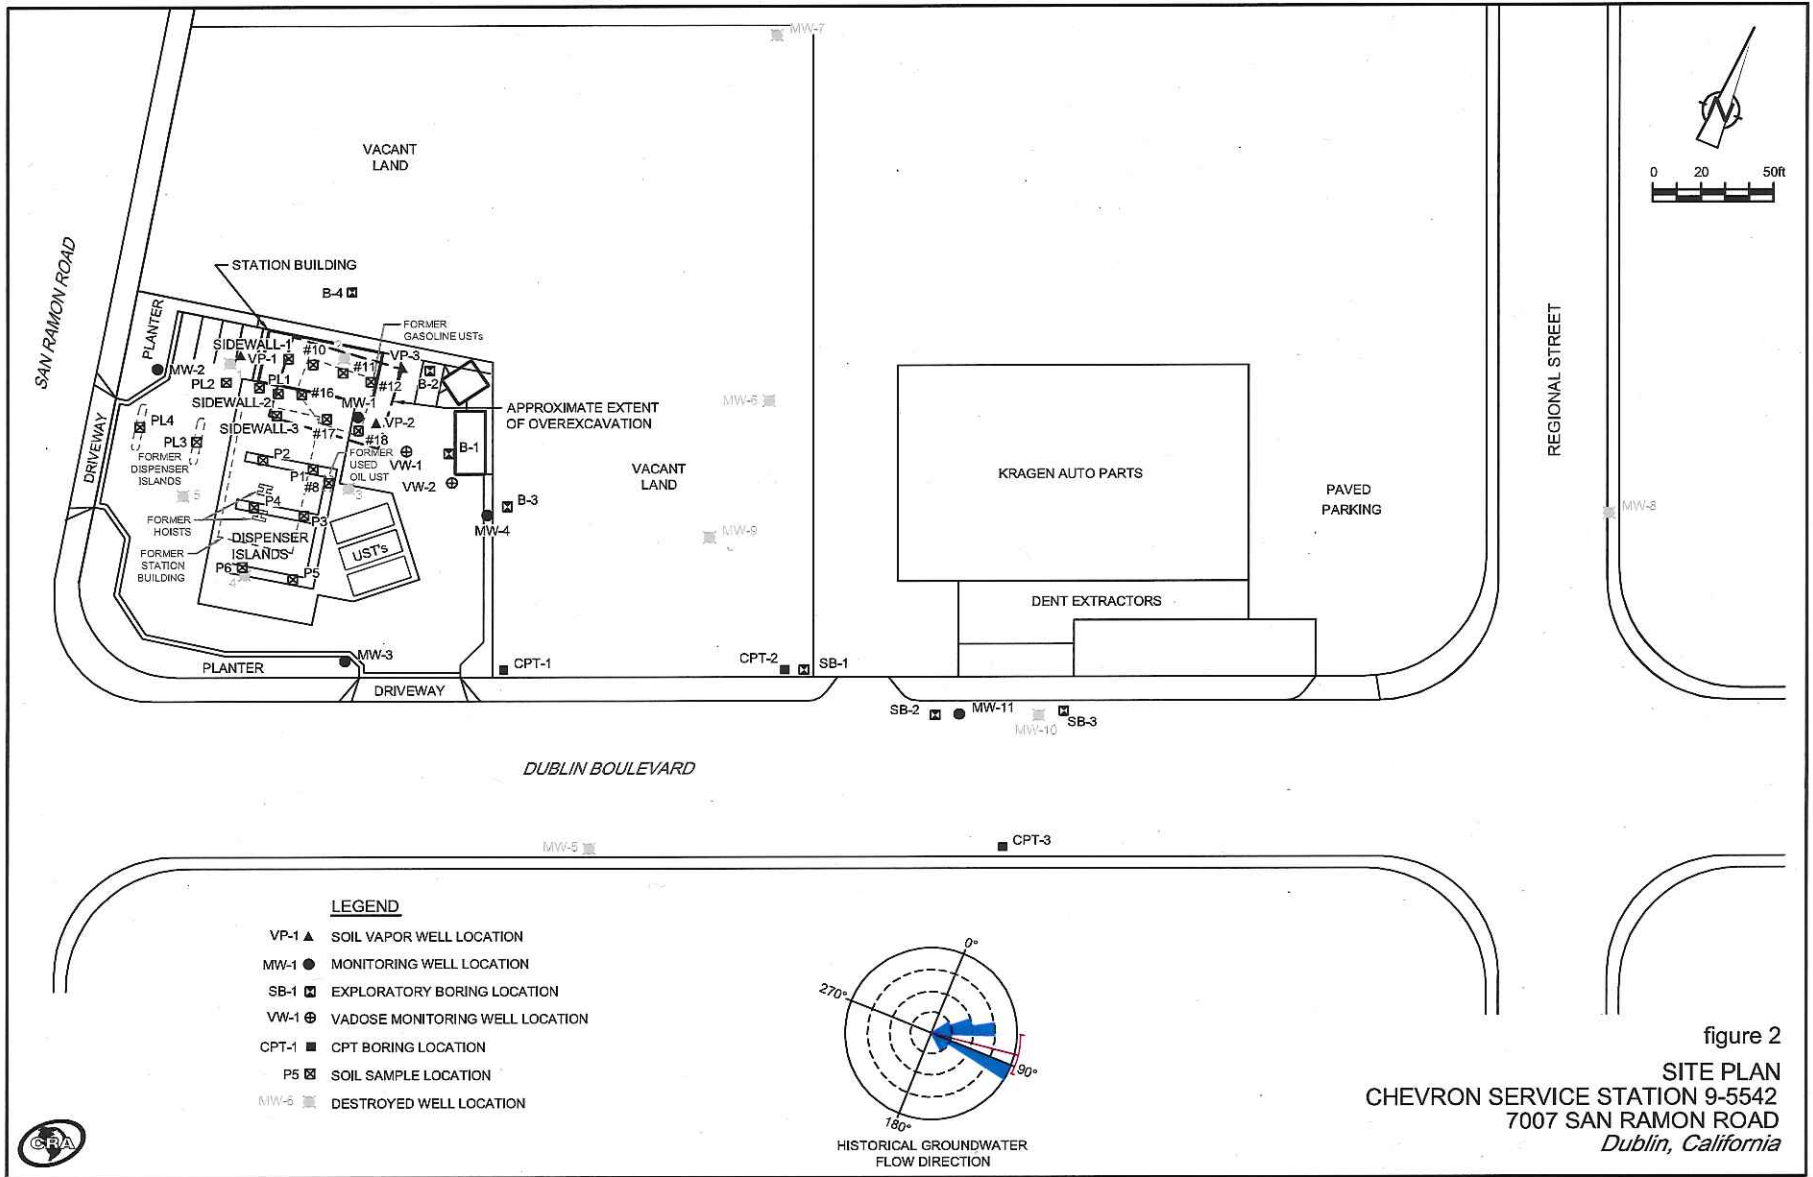 MW-7
N
VACANT
LAND
0 20 50ft
SAN RAMON ROAD
STATION BUILDING
B-4
PLANTER
FORMER
GASOLINE USTs
SIDEWALL-1
#10
2
VP-3
VP-1
MW-2
1
#11
B-2
PL2
PL1
#12
#16
SIDEWALL-2
MW-1
APPROXIMATE EXTENT
OF OVEREXCAVATION
MW-6
PL4
SIDEWALL-3
#17
VP-2
#18
PL3
DRIVEWAY
FORMER
DISPENSER
ISLANDS
P2
P1
#8
FORMER
USED
OIL UST
VW-1
B-1
VW-2
3
5
VACANT
LAND
KRAGEN AUTO PARTS
REGIONAL STREET
PAVED
PARKING
MW-8
P4
B-3
FORMER
HOISTS
P3
MW-4
MW-9
DISPENSER
ISLANDS
UST's
FORMER
STATION
BUILDING
P6
4
P5
DENT EXTRACTORS
MW-3
PLANTER
CPT-1
CPT-2
SB-1
DRIVEWAY
SB-2
MW-11
MW-10
SB-3
DUBLIN BOULEVARD
MW-5
CPT-3
LEGEND
VP-1 SOIL VAPOR WELL LOCATION
MW-1 MONITORING WELL LOCATION
SB-1 EXPLORATORY BORING LOCATION
VW-1 VADOSE MONITORING WELL LOCATION
CPT-1 CPT BORING LOCATION
P5 SOIL SAMPLE LOCATION
MW-6 DESTROYED WELL LOCATION
0°
270°
90°
180°
HISTORICAL GROUNDWATER
FLOW DIRECTION
CRA
figure 2
SITE PLAN
CHEVRON SERVICE STATION 9-5542
7007 SAN RAMON ROAD
Dublin, California